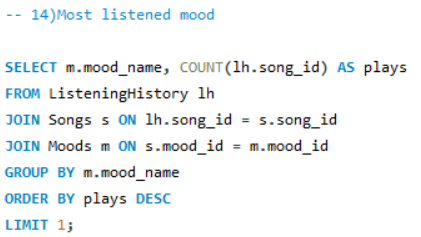 -- 14)Most listened mood
SELECT m.mood_name, COUNT(lh.song_id) AS plays
FROM ListeningHistory lh
JOIN Songs s ON lh.song_id = s.song_id
JOIN Moods m ON s.mood_id = m.mood_id
GROUP BY m.mood_name
ORDER BY plays DESC
LIMIT 1;